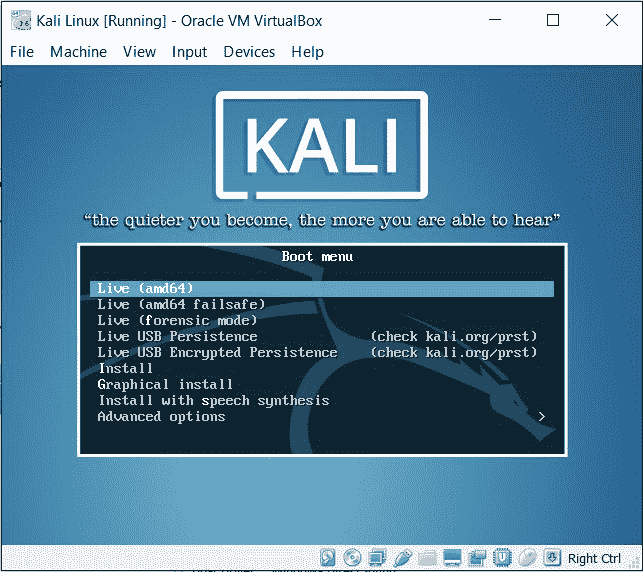 Kali Linux [Running] - Oracle VM VirtualBox
File Machine View Input Devices Help
KALI
“the quieter you become, the more you are able to hear”
Boot menu
Live (amd64)
Live (amd64 failsafe)
Live (forensic mode)
Live USB Persistence (check kali.org/prst)
Live USB Encrypted Persistence (check kali.org/prst)
Install
Graphical install
Install with speech synthesis
Advanced options >
Right Ctrl